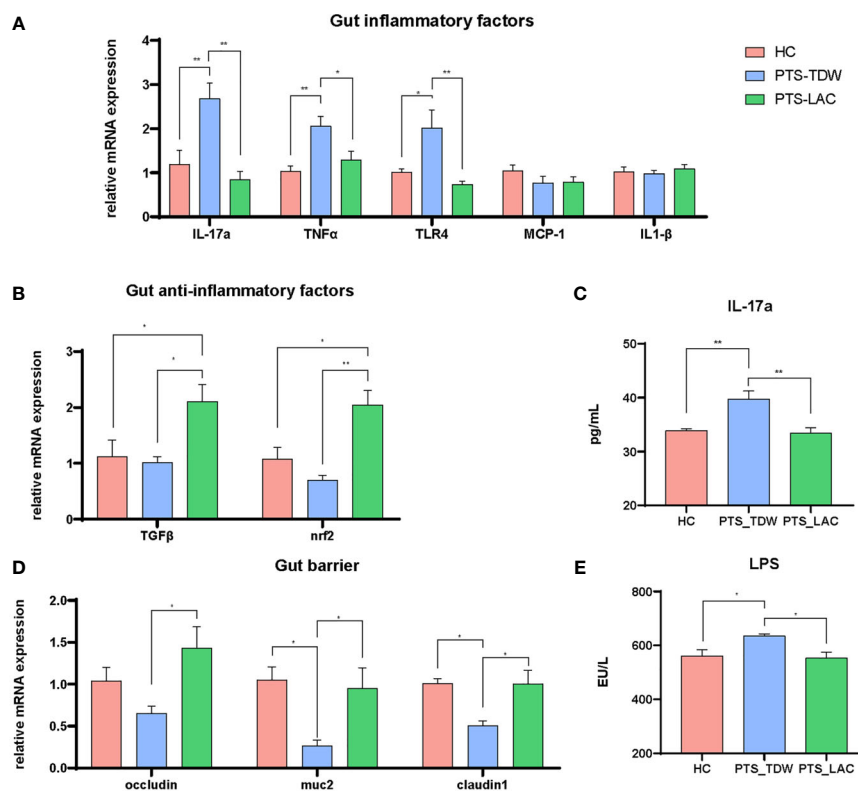 A
Gut inflammatory factors
relative mRNA expression
4
3
2
1
0
** ** ** * * **
IL-17a TNFα TLR4 MCP-1 IL1-β
HC
PTS-TDW
PTS-LAC
B
Gut anti-inflammatory factors
relative mRNA expression
3
2
1
0
* * * **
TGFβ nrf2
C
IL-17a
pg/mL
50
40
30
20
** **
HC PTS_TDW PTS_LAC
D
Gut barrier
relative mRNA expression
2.0
1.5
1.0
0.5
0.0
* * * * *
occludin muc2 claudin1
E
LPS
EU/L
800
600
400
200
* *
HC PTS_TDW PTS_LAC